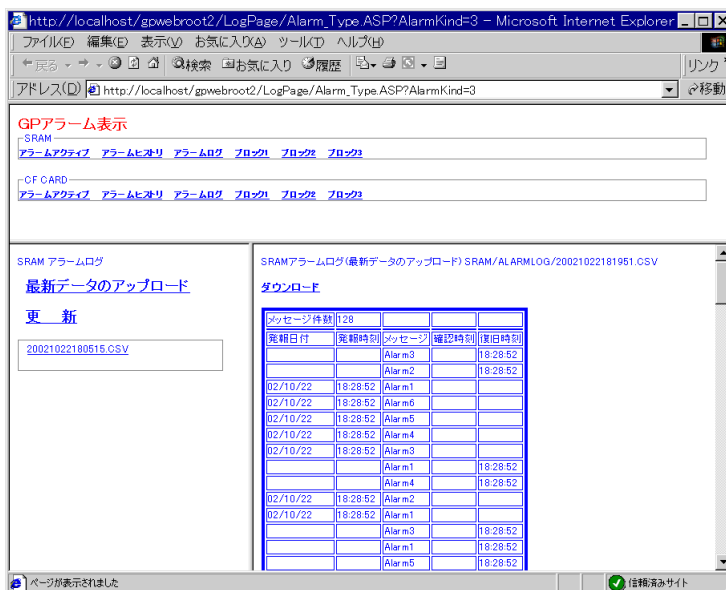 http://localhost/gpwebroot2/LogPage/Alarm_Type.ASP?AlarmKind=3 - Microsoft Internet Explorer
ファイル(F) 編集(E) 表示(V) お気に入り(A) ツール(T) ヘルプ(H)
戻る 検索 お気に入り 履歴 リンク
アドレス(D) http://localhost/gpwebroot2/LogPage/Alarm_Type.ASP?AlarmKind=3 移動
GPアラーム表示
SRAM
アラームアクティブ アラームヒストリ アラームログ ブロック1 ブロック2 ブロック3
CF CARD
アラームアクティブ アラームヒストリ アラームログ ブロック1 ブロック2 ブロック3
SRAM アラームログ
最新データのアップロード
更 新
20021022180515.CSV
SRAMアラームログ(最新データのアップロード) SRAM/ALARMLOG/20021022181951.CSV
ダウンロード
メッセージ件数 128
発報日付 発報時刻 メッセージ 確認時刻 復旧時刻
Alarm3 18:28:52
Alarm2 18:28:52
02/10/22 18:28:52 Alarm1
02/10/22 18:28:52 Alarm6
02/10/22 18:28:52 Alarm5
02/10/22 18:28:52 Alarm4
02/10/22 18:28:52 Alarm3
Alarm1 18:28:52
Alarm4 18:28:52
02/10/22 18:28:52 Alarm2
02/10/22 18:28:52 Alarm1
Alarm3 18:28:52
Alarm1 18:28:52
Alarm5 18:28:52
ページが表示されました 信頼済みサイト